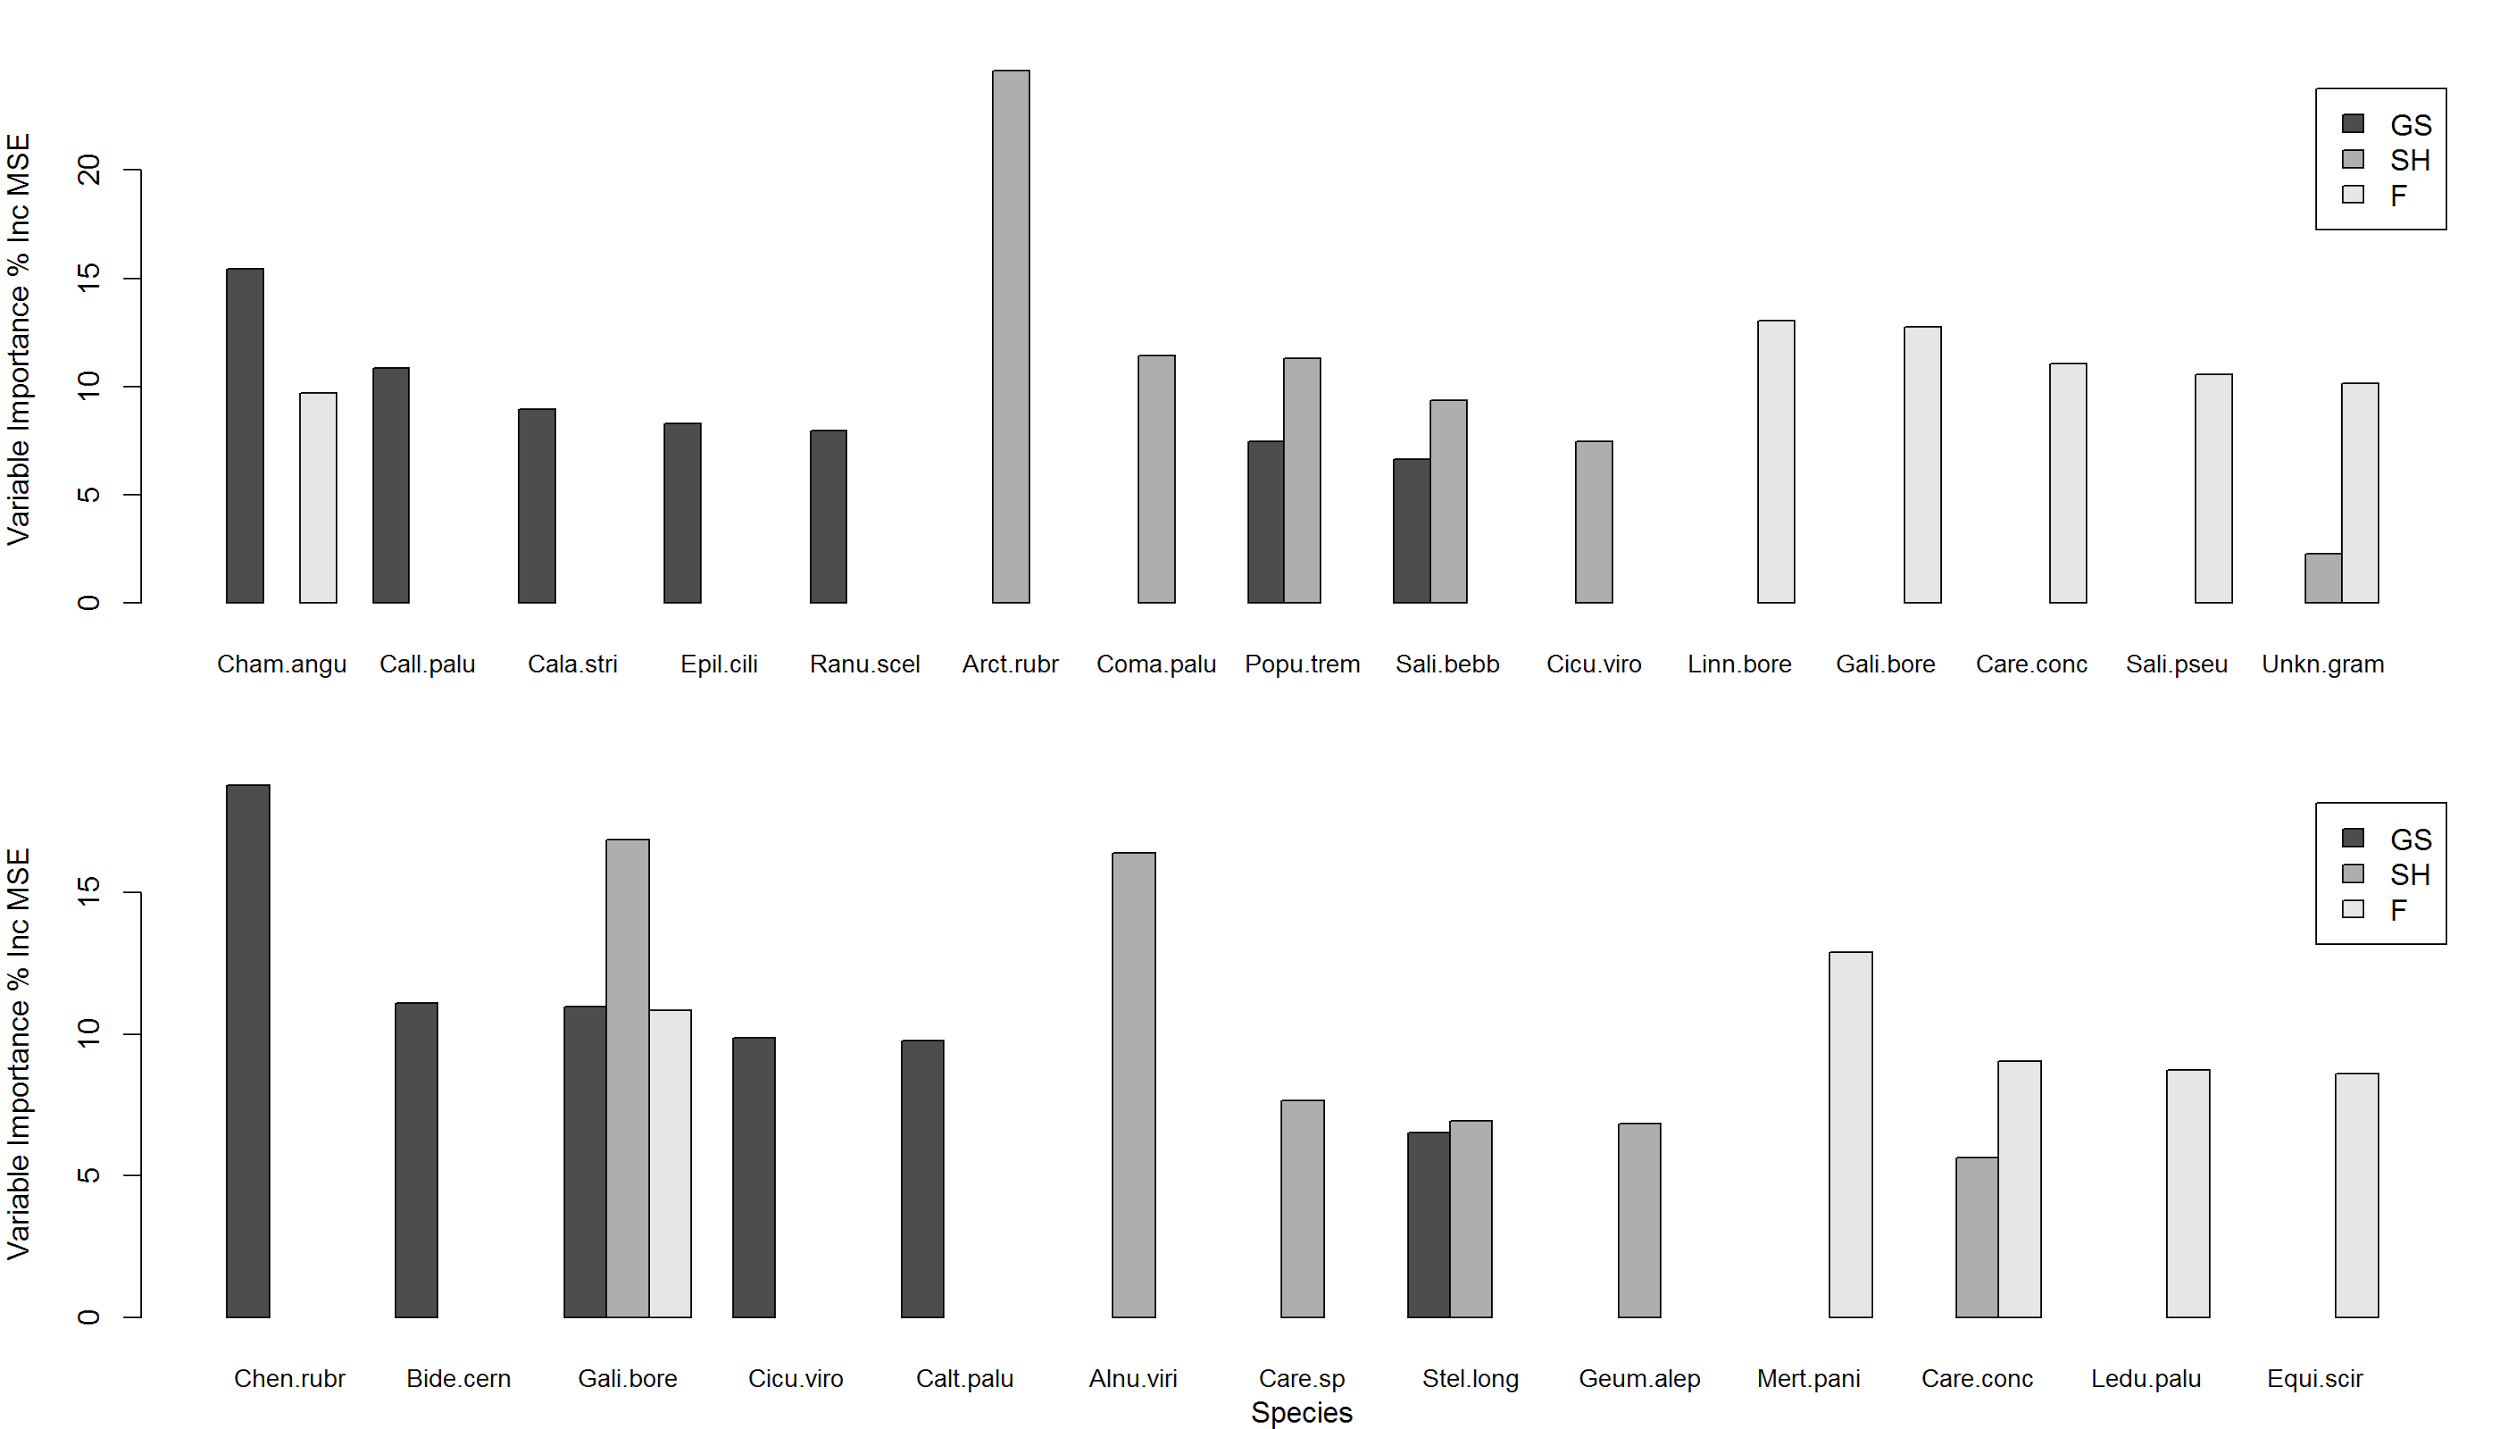 Variable Importance % Inc MSE
20
15
10
5
0
GS
SH
F
Cham.angu Call.palu Cala.stri Epil.cili Ranu.scel Arct.rubr Coma.palu Popu.trem Sali.bebb Cicu.viro Linn.bore Gali.bore Care.conc Sali.pseu Unkn.gram
Variable Importance % Inc MSE
15
10
5
0
GS
SH
F
Chen.rubr Bide.cern Gali.bore Cicu.viro Calt.palu Alnu.viri Care.sp Stel.long Geum.alep Mert.pani Care.conc Ledu.palu Equi.scir
Species